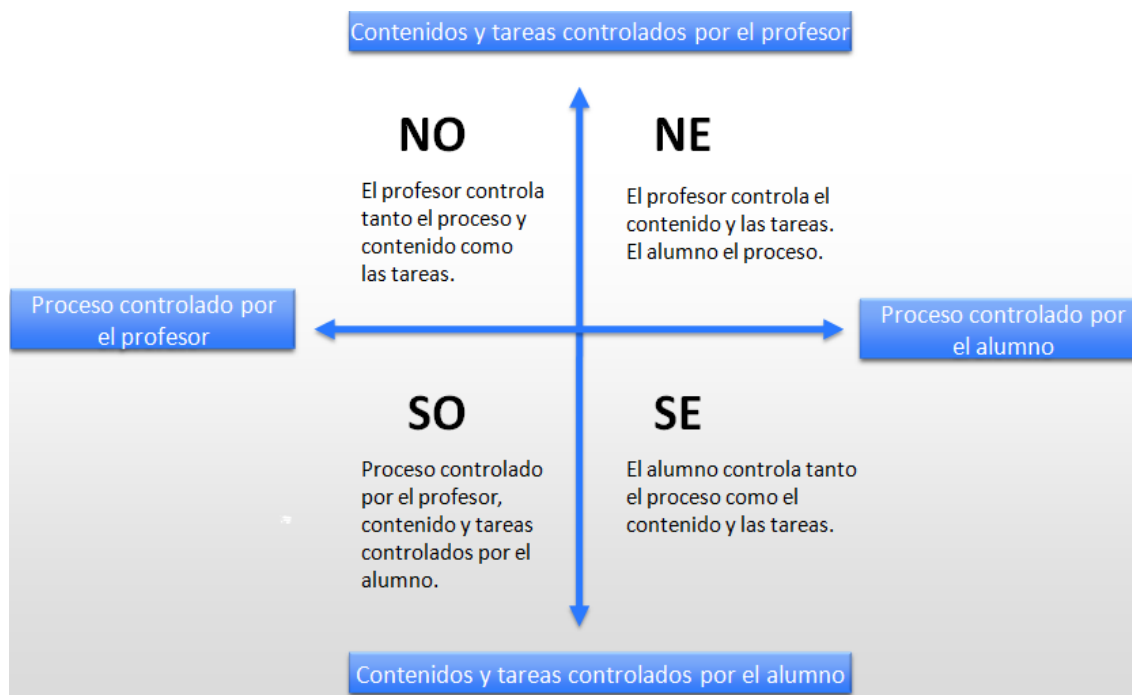 Contenidos y tareas controlados por el profesor
NO
El profesor controla
tanto el proceso y
contenido como
las tareas.
NE
El profesor controla el
contenido y las tareas.
El alumno el proceso.
Proceso controlado por
el profesor
Proceso controlado por
el alumno
SO
Proceso controlado
por el profesor,
contenido y tareas
controlados por el
alumno.
SE
El alumno controla tanto
el proceso como el
contenido y las tareas.
Contenidos y tareas controlados por el alumno